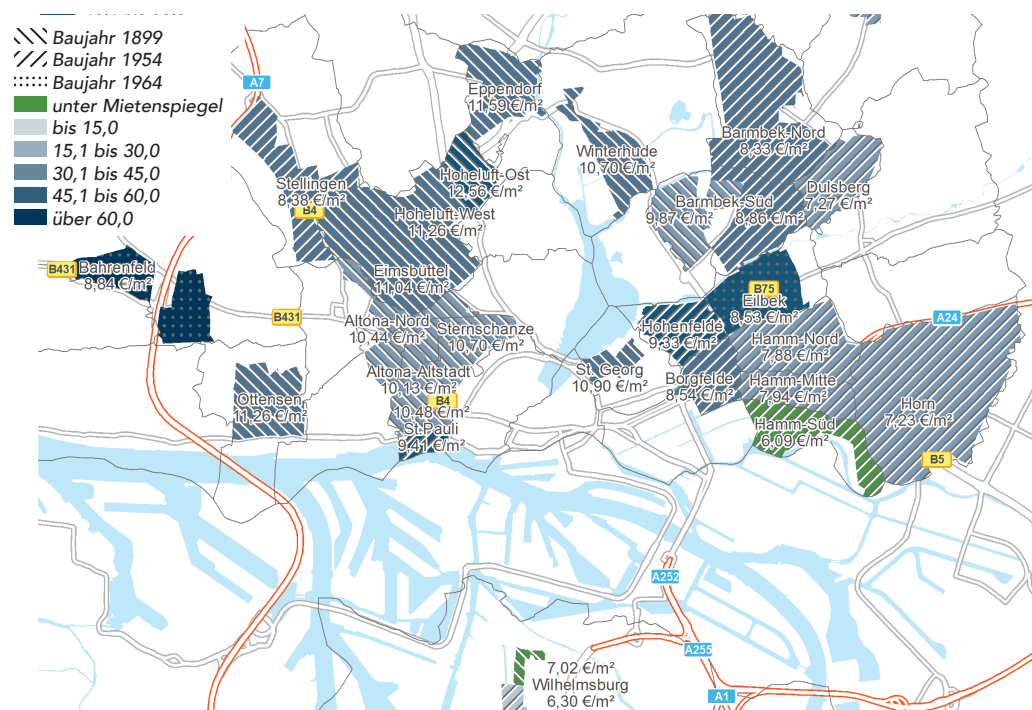 Baujahr 1899
Baujahr 1954
Baujahr 1964
unter Mietenspiegel
bis 15,0
15,1 bis 30,0
30,1 bis 45,0
45,1 bis 60,0
über 60,0
A7
Eppendorf
11,59 €/m²
Winterhude
10,70 €/m²
Barmbek-Nord
8,33 €/m²
Hoheluft-Ost
12,56 €/m²
Stellingen
8,38 €/m²
B4
Hoheluft-West
11,26 €/m²
Barmbek-Süd
9,87 €/m²
8,86 €/m²
Dulsberg
7,27 €/m²
B431
Bahrenfeld
8,84 €/m²
Eimsbüttel
11,04 €/m²
B75
Eilbek
8,53 €/m²
B431
A24
Altona-Nord
10,44 €/m²
Sternschanze
10,70 €/m²
Hohenfelde
9,33 €/m²
Hamm-Nord
7,88 €/m²
Altona-Altstadt
10,13 €/m²
St. Georg
10,90 €/m²
Borgfelde
8,54 €/m²
Hamm-Mitte
7,94 €/m²
Ottensen
11,26 €/m²
B4
10,48 €/m²
St.Pauli
9,41 €/m²
Hamm-Süd
6,09 €/m²
Horn
7,23 €/m²
B5
A252
A255
7,02 €/m²
Wilhelmsburg
6,30 €/m²
A1